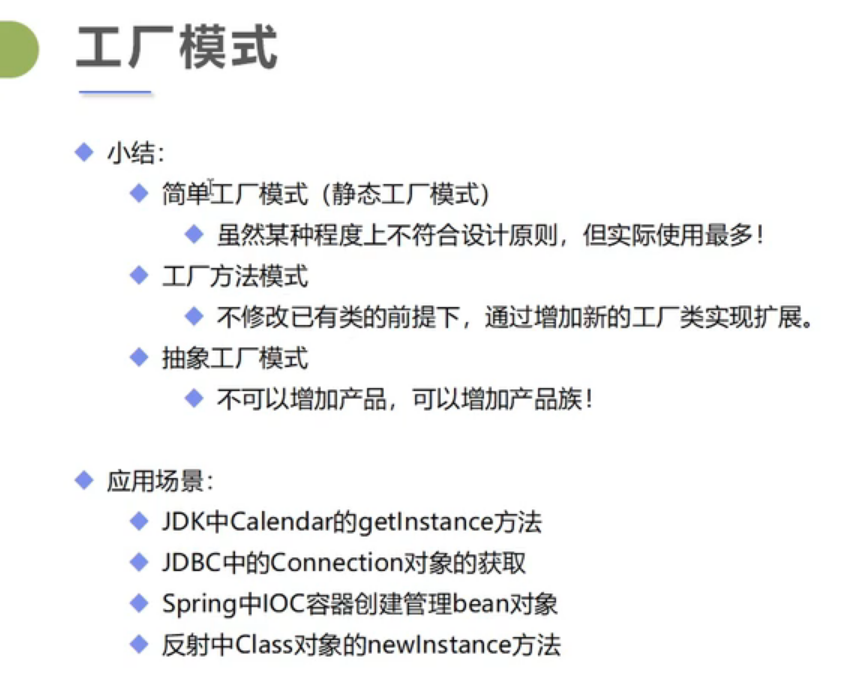 工厂模式
小结：
简单工厂模式（静态工厂模式）
虽然某种程度上不符合设计原则，但实际使用最多！
工厂方法模式
不修改已有类的前提下，通过增加新的工厂类实现扩展。
抽象工厂模式
不可以增加产品，可以增加产品族！
应用场景：
JDK中Calendar的getInstance方法
JDBC中的Connection对象的获取
Spring中IOC容器创建管理bean对象
反射中Class对象的newInstance方法